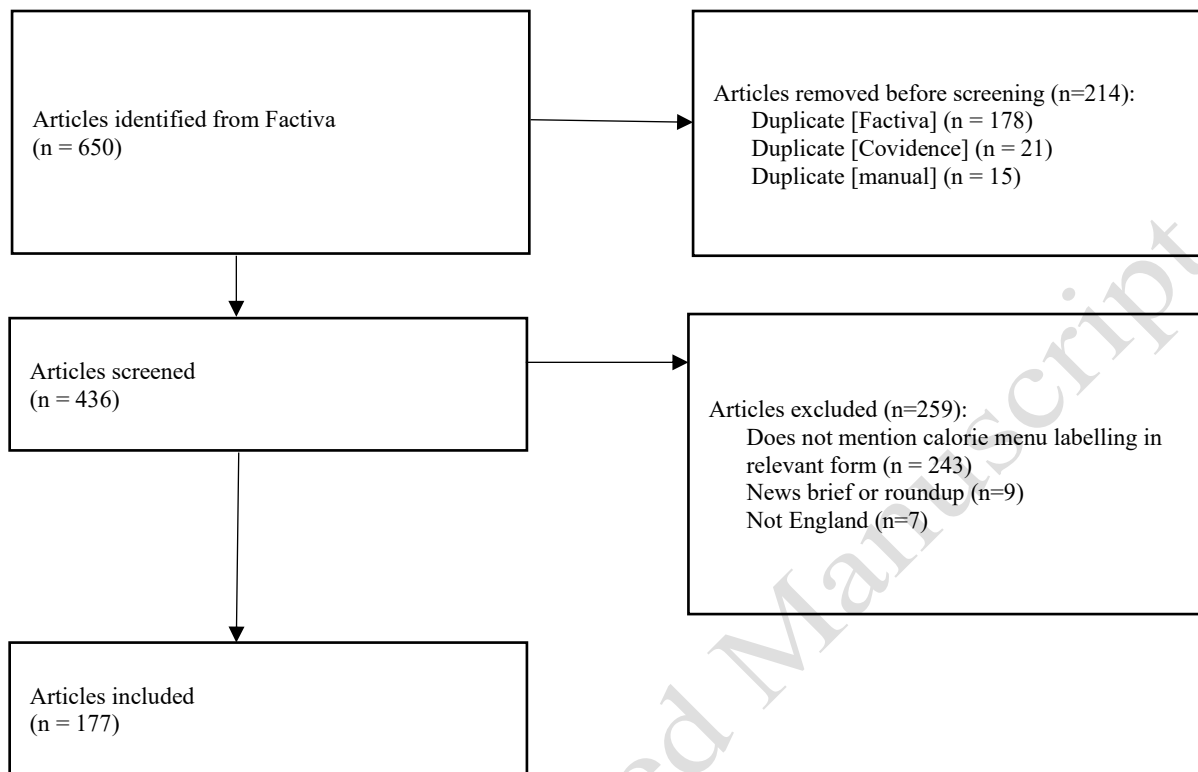 Articles identified from Factiva
(n = 650)
Articles removed before screening (n=214):
Duplicate [Factiva] (n = 178)
Duplicate [Covidence] (n = 21)
Duplicate [manual] (n = 15)
Articles screened
(n = 436)
Articles excluded (n=259):
Does not mention calorie menu labelling in
relevant form (n = 243)
News brief or roundup (n=9)
Not England (n=7)
Articles included
(n = 177)
Manuscript